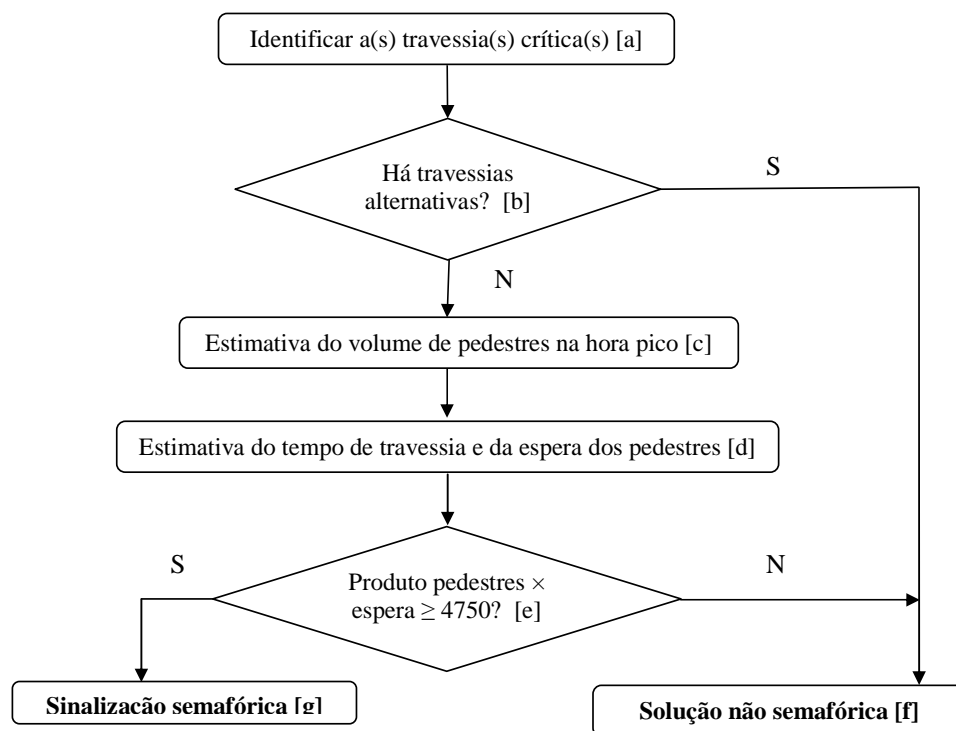 Identificar a(s) travessia(s) crítica(s) [a]
Há travessias
alternativas? [b]
S
N
Estimativa do volume de pedestres na hora pico [c]
Estimativa do tempo de travessia e da espera dos pedestres [d]
S
Produto pedestres ×
espera ≥ 4750? [e]
N
Sinalizacão semafórica [g]
Solução não semafórica [f]